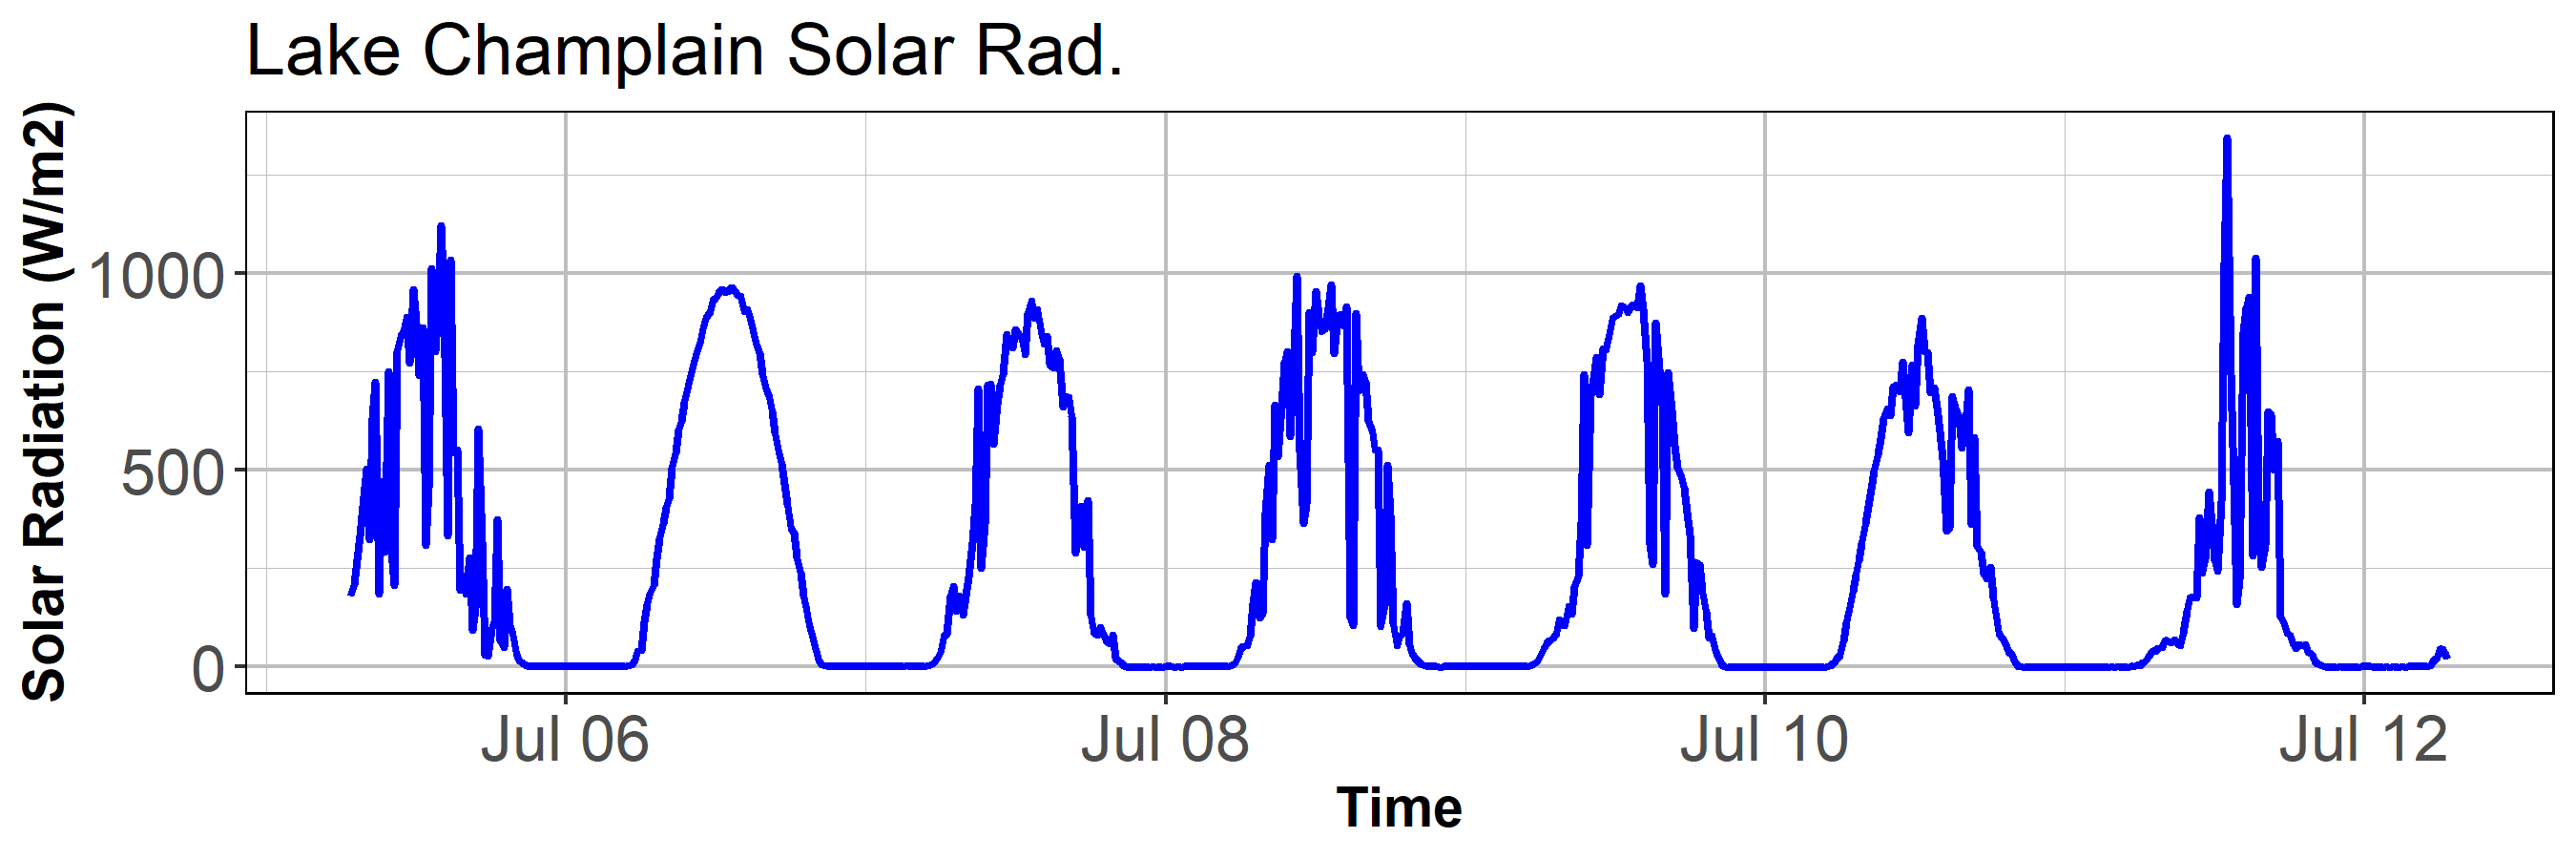 Lake Champlain Solar Rad.
Solar Radiation (W/m2)
1000
500
0
Jul 06 Jul 08 Jul 10 Jul 12
Time